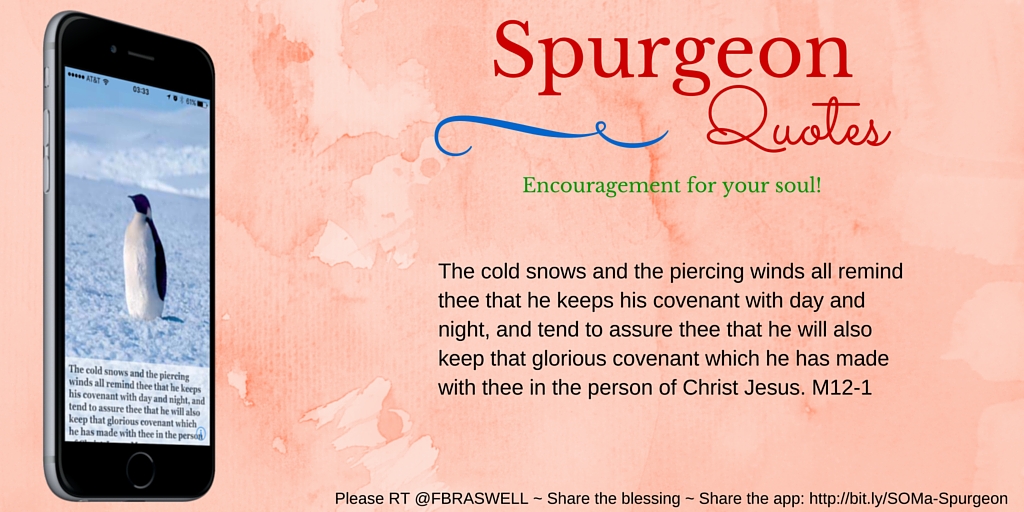 Spurgeon
Quotes
Encouragement for your soul!
The cold snows and the piercing winds all remind
thee that he keeps his covenant with day and
night, and tend to assure thee that he will also
keep that glorious covenant which he has made
with thee in the person of Christ Jesus. M12-1
AT&T
03:33
61%
The cold snows and the piercing
winds all remind thee that he keeps
his covenant with day and night, and
tend to assure thee that he will also
keep that glorious covenant which
he has made with thee in the person
Please RT @FBRASWELL ~ Share the blessing ~ Share the app: http://bit.ly/SOMa-Spurgeon